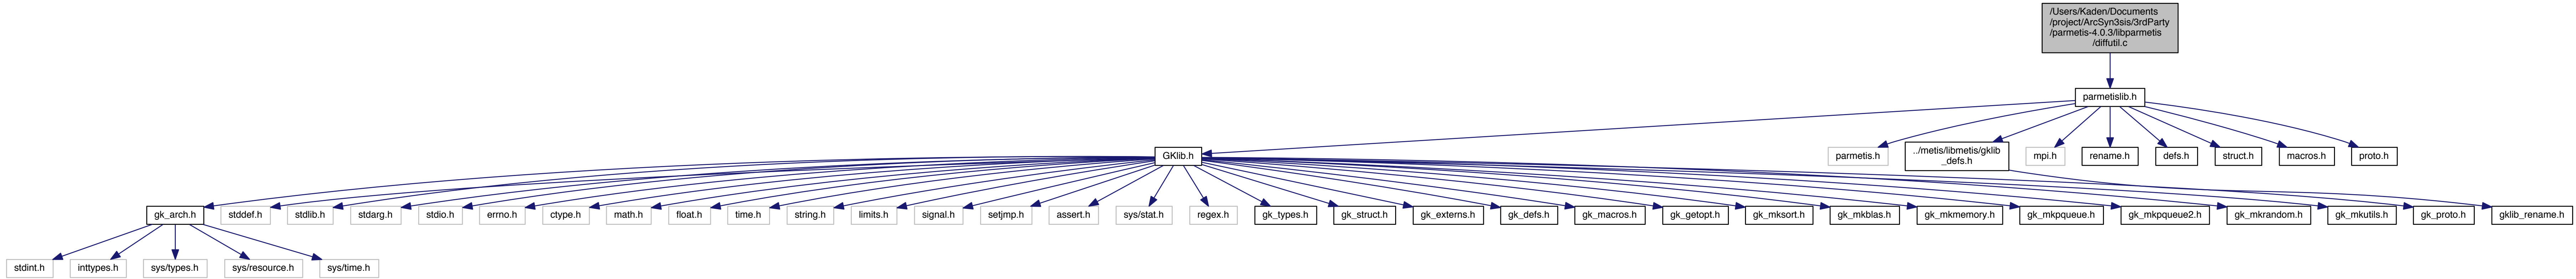 /Users/Kaden/Documents
/project/ArcSyn3sis/3rdParty
/parmetis-4.0.3/libparmetis
/diffutil.c
parmetislib.h
GKlib.h
parmetis.h
../metis/libmetis/gklib
_defs.h
mpi.h
rename.h
defs.h
struct.h
macros.h
proto.h
gk_arch.h
stddef.h
stdlib.h
stdarg.h
stdio.h
errno.h
ctype.h
math.h
float.h
time.h
string.h
limits.h
signal.h
setjmp.h
assert.h
sys/stat.h
regex.h
gk_types.h
gk_struct.h
gk_externs.h
gk_defs.h
gk_macros.h
gk_getopt.h
gk_mksort.h
gk_mkblas.h
gk_mkmemory.h
gk_mkpqueue.h
gk_mkpqueue2.h
gk_mkrandom.h
gk_mkutils.h
gk_proto.h
gklib_rename.h
stdint.h
inttypes.h
sys/types.h
sys/resource.h
sys/time.h